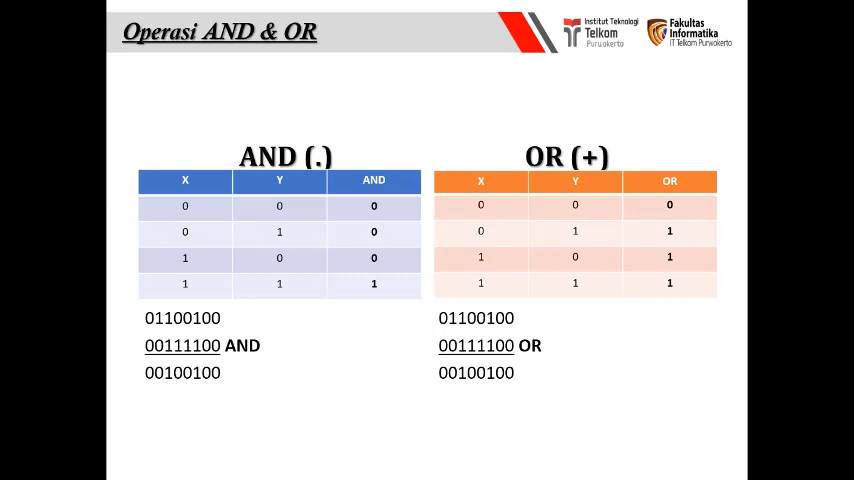 Operasi AND & OR
Institut Teknologi
Telkom
Purwokerto
Fakultas
Informatika
IT Telkom Purwokerto
AND (.)
X Y AND
0 0 0
0 1 0
1 0 0
1 1 1
01100100
00111100 AND
00100100
OR (+)
X Y OR
0 0 0
0 1 1
1 0 1
1 1 1
01100100
00111100 OR
00100100